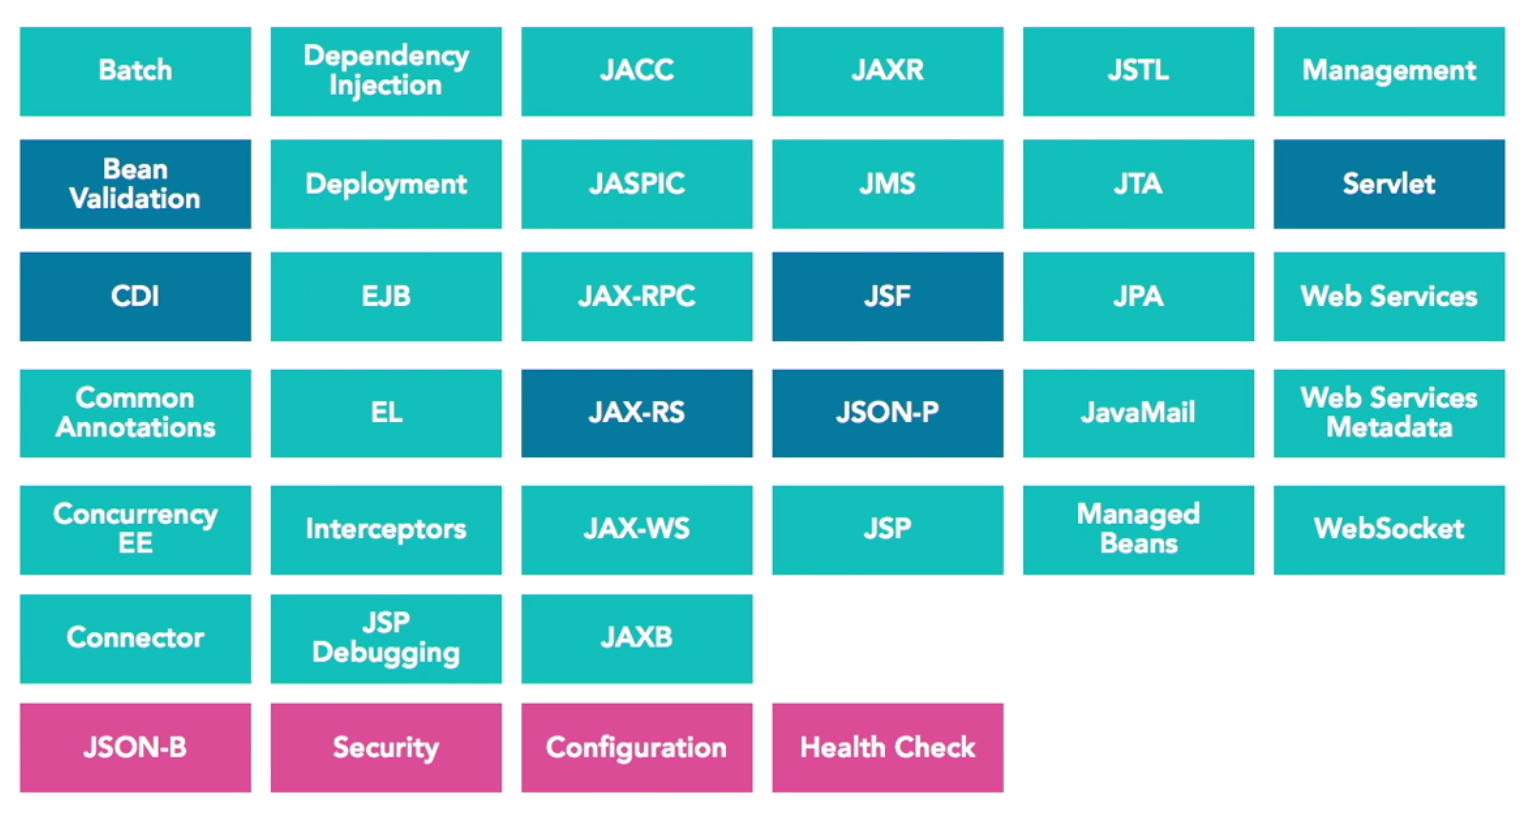 Batch
Dependency
Injection
JACC
JAXR
JSTL
Management
Bean
Validation
Deployment
JASPIC
JMS
JTA
Servlet
CDI
EJB
JAX-RPC
JSF
JPA
Web Services
Common
Annotations
EL
JAX-RS
JSON-P
JavaMail
Web Services
Metadata
Concurrency
EE
Interceptors
JAX-WS
JSP
Managed
Beans
WebSocket
Connector
JSP
Debugging
JAXB
JSON-B
Security
Configuration
Health Check